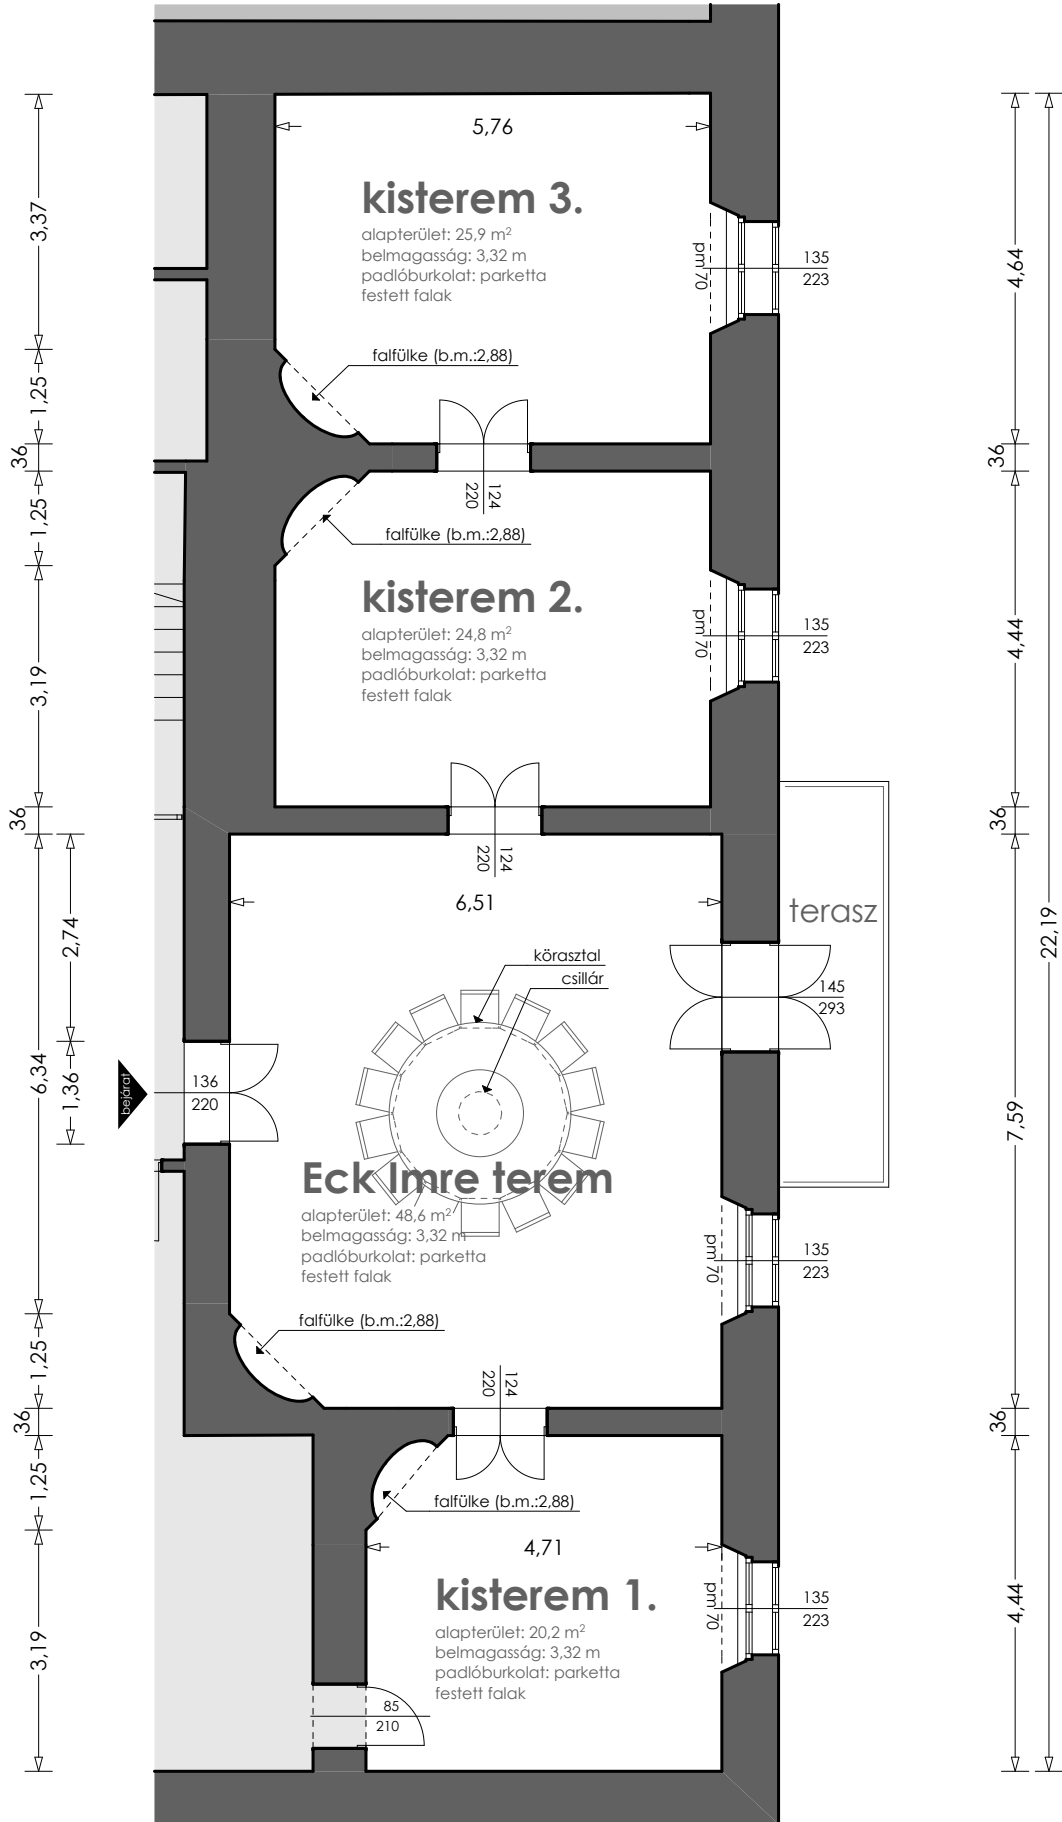 5,76
kisterem 3.
alapterület: 25,9 m²
belmagasság: 3,32 m
padlóburkolat: parketta
festett falak
pm 70
135
223
falfülke (b.m.:2,88)
220
124
falfülke (b.m.:2,88)
kisterem 2.
alapterület: 24,8 m²
belmagasság: 3,32 m
padlóburkolat: parketta
festett falak
pm 70
135
223
220
124
6,51
terasz
körasztal
csillár
145
293
bejárat
136
220
Eck Imre terem
alapterület: 48,6 m²
belmagasság: 3,32 m
padlóburkolat: parketta
festett falak
pm 70
135
223
falfülke (b.m.:2,88)
220
124
falfülke (b.m.:2,88)
4,71
kisterem 1.
alapterület: 20,2 m²
belmagasság: 3,32 m
padlóburkolat: parketta
festett falak
pm 70
135
223
85
210
3,37
1,25
36
1,25
3,19
36
6,34
1,25
36
1,25
3,19
2,74
1,36
4,64
36
4,44
36
7,59
36
4,44
22,19